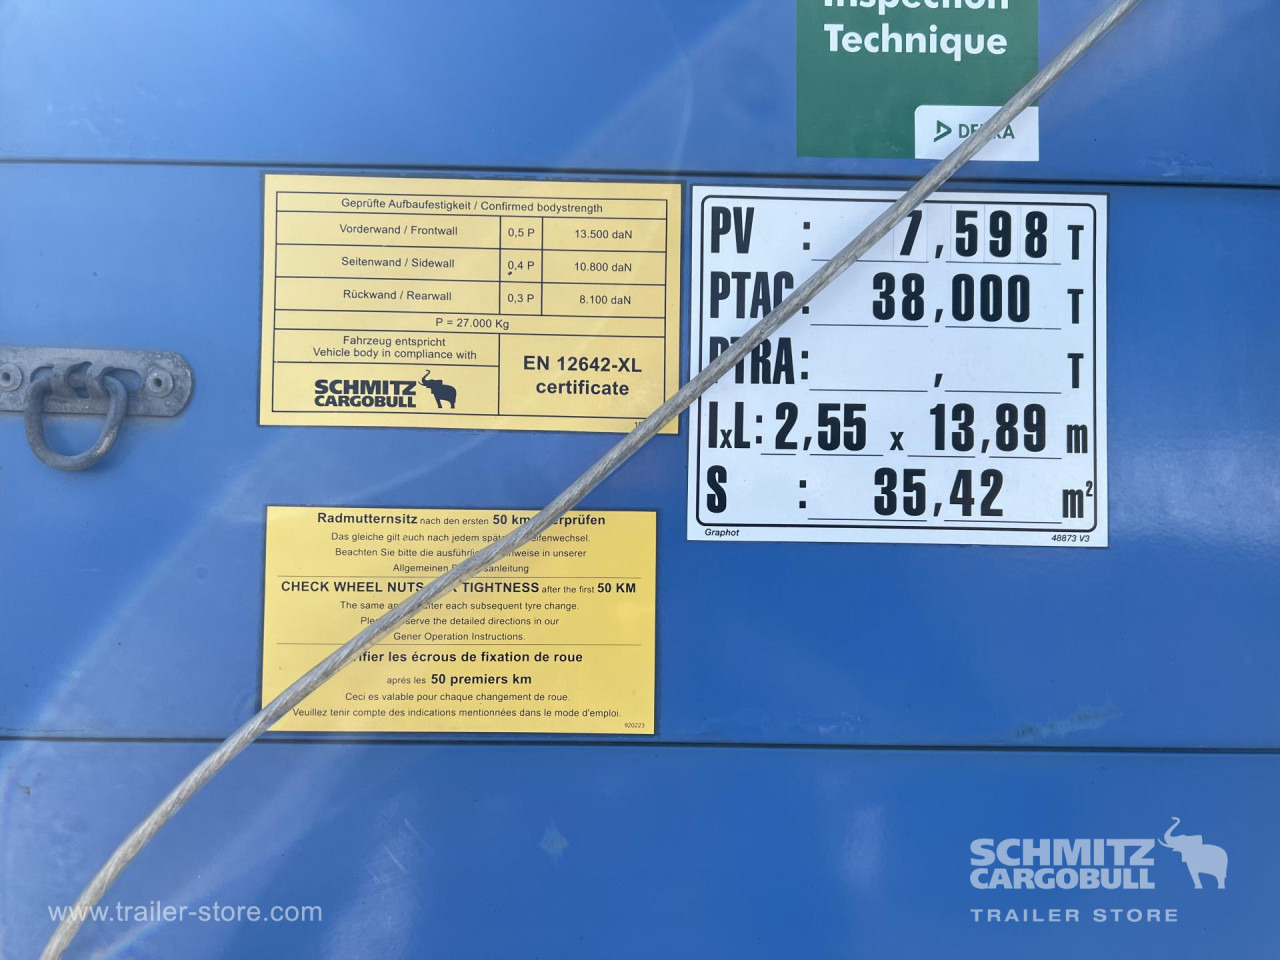 Inspection
Technique
DEKRA
Geprüfte Aufbaufestigkeit / Confirmed bodystrength
Vorderwand / Frontwall 0,5 P 13.500 daN
Seitenwand / Sidewall 0,4 P 10.800 daN
Rückwand / Rearwall 0,3 P 8.100 daN
P = 27.000 Kg
Fahrzeug entspricht
Vehicle body in compliance with
SCHMITZ
CARGOBULL
EN 12642-XL
certificate
PV : 7,598 T
PTAC: 38,000 T
PTRA: , T
lxL: 2,55 x 13,89 m
S : 35,42 m²
Graphot 48873 V3
Radmutternsitz nach den ersten 50 km
Das gleiche gilt auch nach jedem
Beachten Sie bitte die in unserer
Allgemeinen
CHECK WHEEL NUTS TIGHTNESS after the first 50 KM
The same after each subsequent tyre change.
the detailed directions in our
Gener Operation Instructions.
les écrous de fixation de roue
après les 50 premiers km
Ceci es valable pour chaque changement de roue.
Veuillez tenir compte des indications mentionnées dans le mode d'emploi.
920223
SCHMITZ
CARGOBULL
TRAILER STORE
www.trailer-store.com